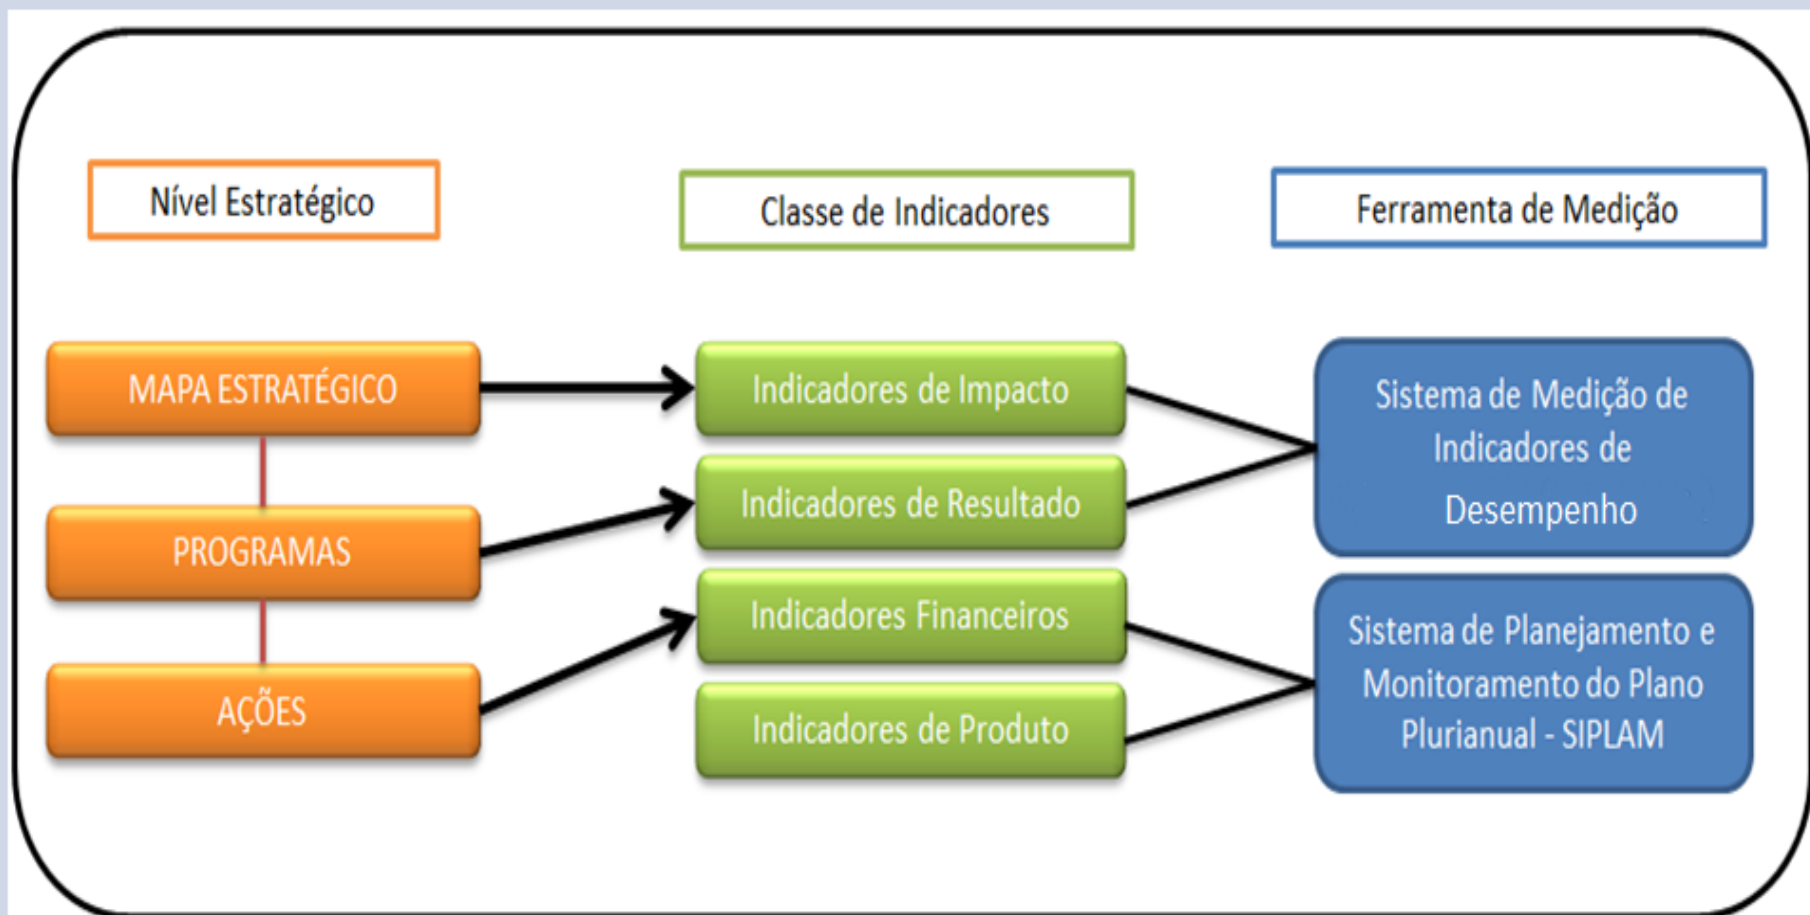 Nível Estratégico
Classe de Indicadores
Ferramenta de Medição
MAPA ESTRATÉGICO
PROGRAMAS
AÇÕES
Indicadores de Impacto
Indicadores de Resultado
Indicadores Financeiros
Indicadores de Produto
Sistema de Medição de
Indicadores de
Desempenho
Sistema de Planejamento e
Monitoramento do Plano
Plurianual - SIPLAM